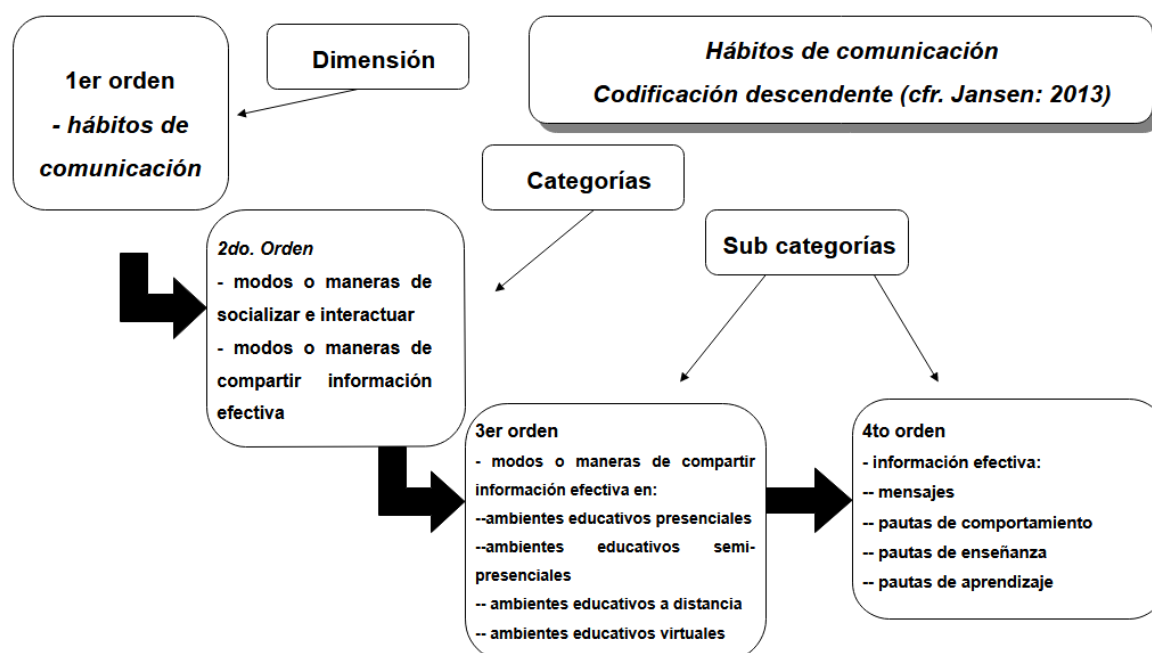 Hábitos de comunicación
Codificación descendente (cfr. Jansen: 2013)
Dimensión
1er orden
- hábitos de
comunicación
Categorías
2do. Orden
- modos o maneras de
socializar e interactuar
- modos o maneras de
compartir información
efectiva
Sub categorías
3er orden
- modos o maneras de compartir
información efectiva en:
--ambientes educativos presenciales
--ambientes educativos semi-
presenciales
-- ambientes educativos a distancia
-- ambientes educativos virtuales
4to orden
- información efectiva:
-- mensajes
-- pautas de comportamiento
-- pautas de enseñanza
-- pautas de aprendizaje